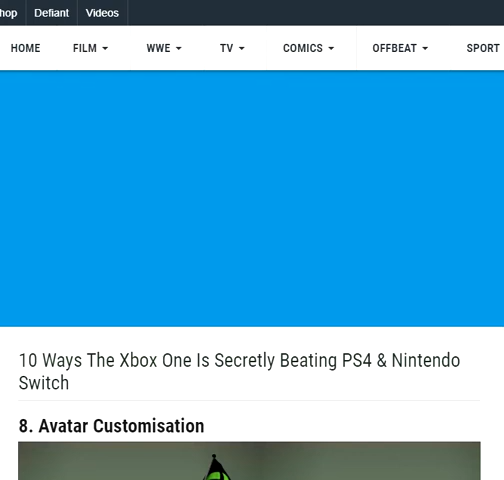 hop Defiant Videos
HOME FILM WWE TV COMICS OFFBEAT SPORT
10 Ways The Xbox One Is Secretly Beating PS4 & Nintendo
Switch
8. Avatar Customisation